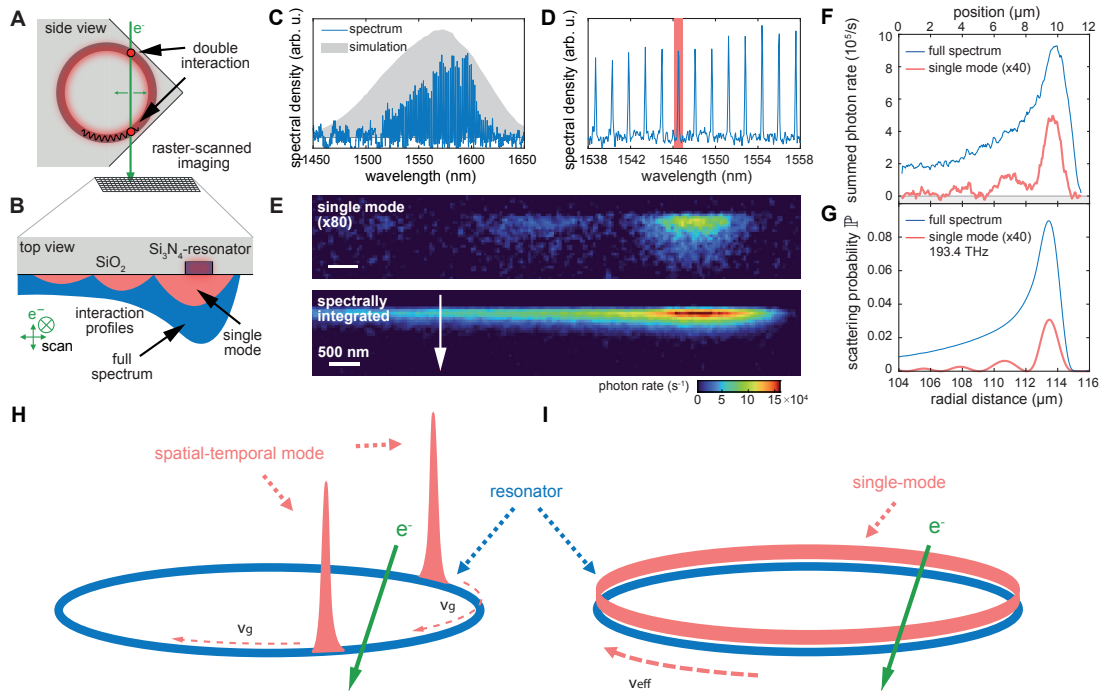 A
side view
e⁻
double
interaction
raster-scanned
imaging
B
top view
Si₃N₄-resonator
SiO₂
interaction
profiles
single
mode
full
spectrum
e⁻
scan
C
spectral density (arb. u.)
spectrum
simulation
1450
1500
1550
1600
1650
wavelength (nm)
D
spectral density (arb. u.)
1538
1542
1546
1550
1554
1558
wavelength (nm)
E
single mode
(x80)
spectrally
integrated
500 nm
photon rate (s⁻¹)
0
5
10
15
×10⁴
F
position (µm)
0
2
4
6
8
10
summed photon rate (10⁵/s)
10
8
6
4
2
0
full spectrum
single mode (x40)
G
scattering probability ℙ
0.08
0.06
0.04
0.02
0
full spectrum
single mode (x40)
193.4 THz
104
106
108
110
112
114
116
radial distance (µm)
H
spatial-temporal mode
resonator
e⁻
vg
vg
I
single-mode
e⁻
veff